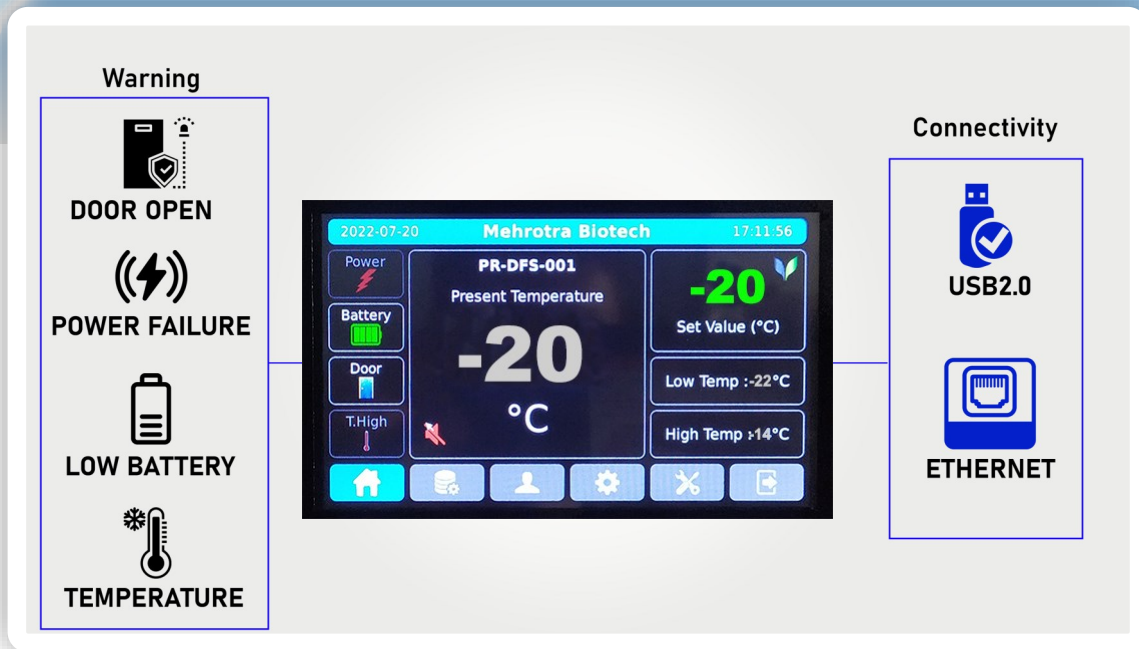 Warning
DOOR OPEN
POWER FAILURE
LOW BATTERY
TEMPERATURE
2022-07-20 Mehrotra Biotech 17:11:56
Power
Battery
Door
T.High
PR-DFS-001
Present Temperature
-20
°C
-20
Set Value (°C)
Low Temp :-22°C
High Temp :-14°C
Connectivity
USB2.0
ETHERNET